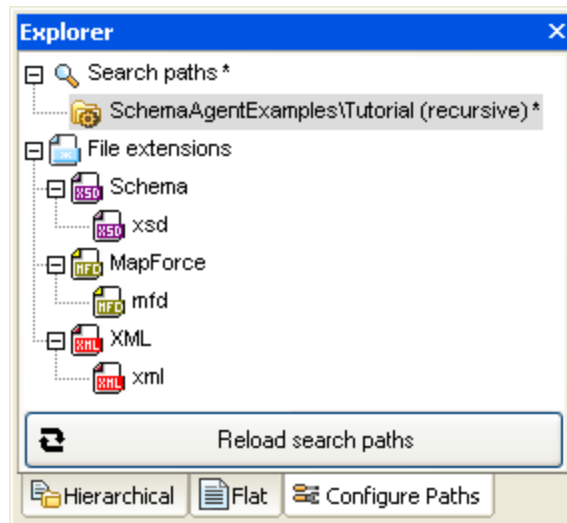 Explorer
Search paths *
SchemaAgentExamples\Tutorial (recursive) *
File extensions
XSD Schema
XSD xsd
MFD MapForce
MFD mfd
XML XML
XML xml
Reload search paths
Hierarchical Flat Configure Paths